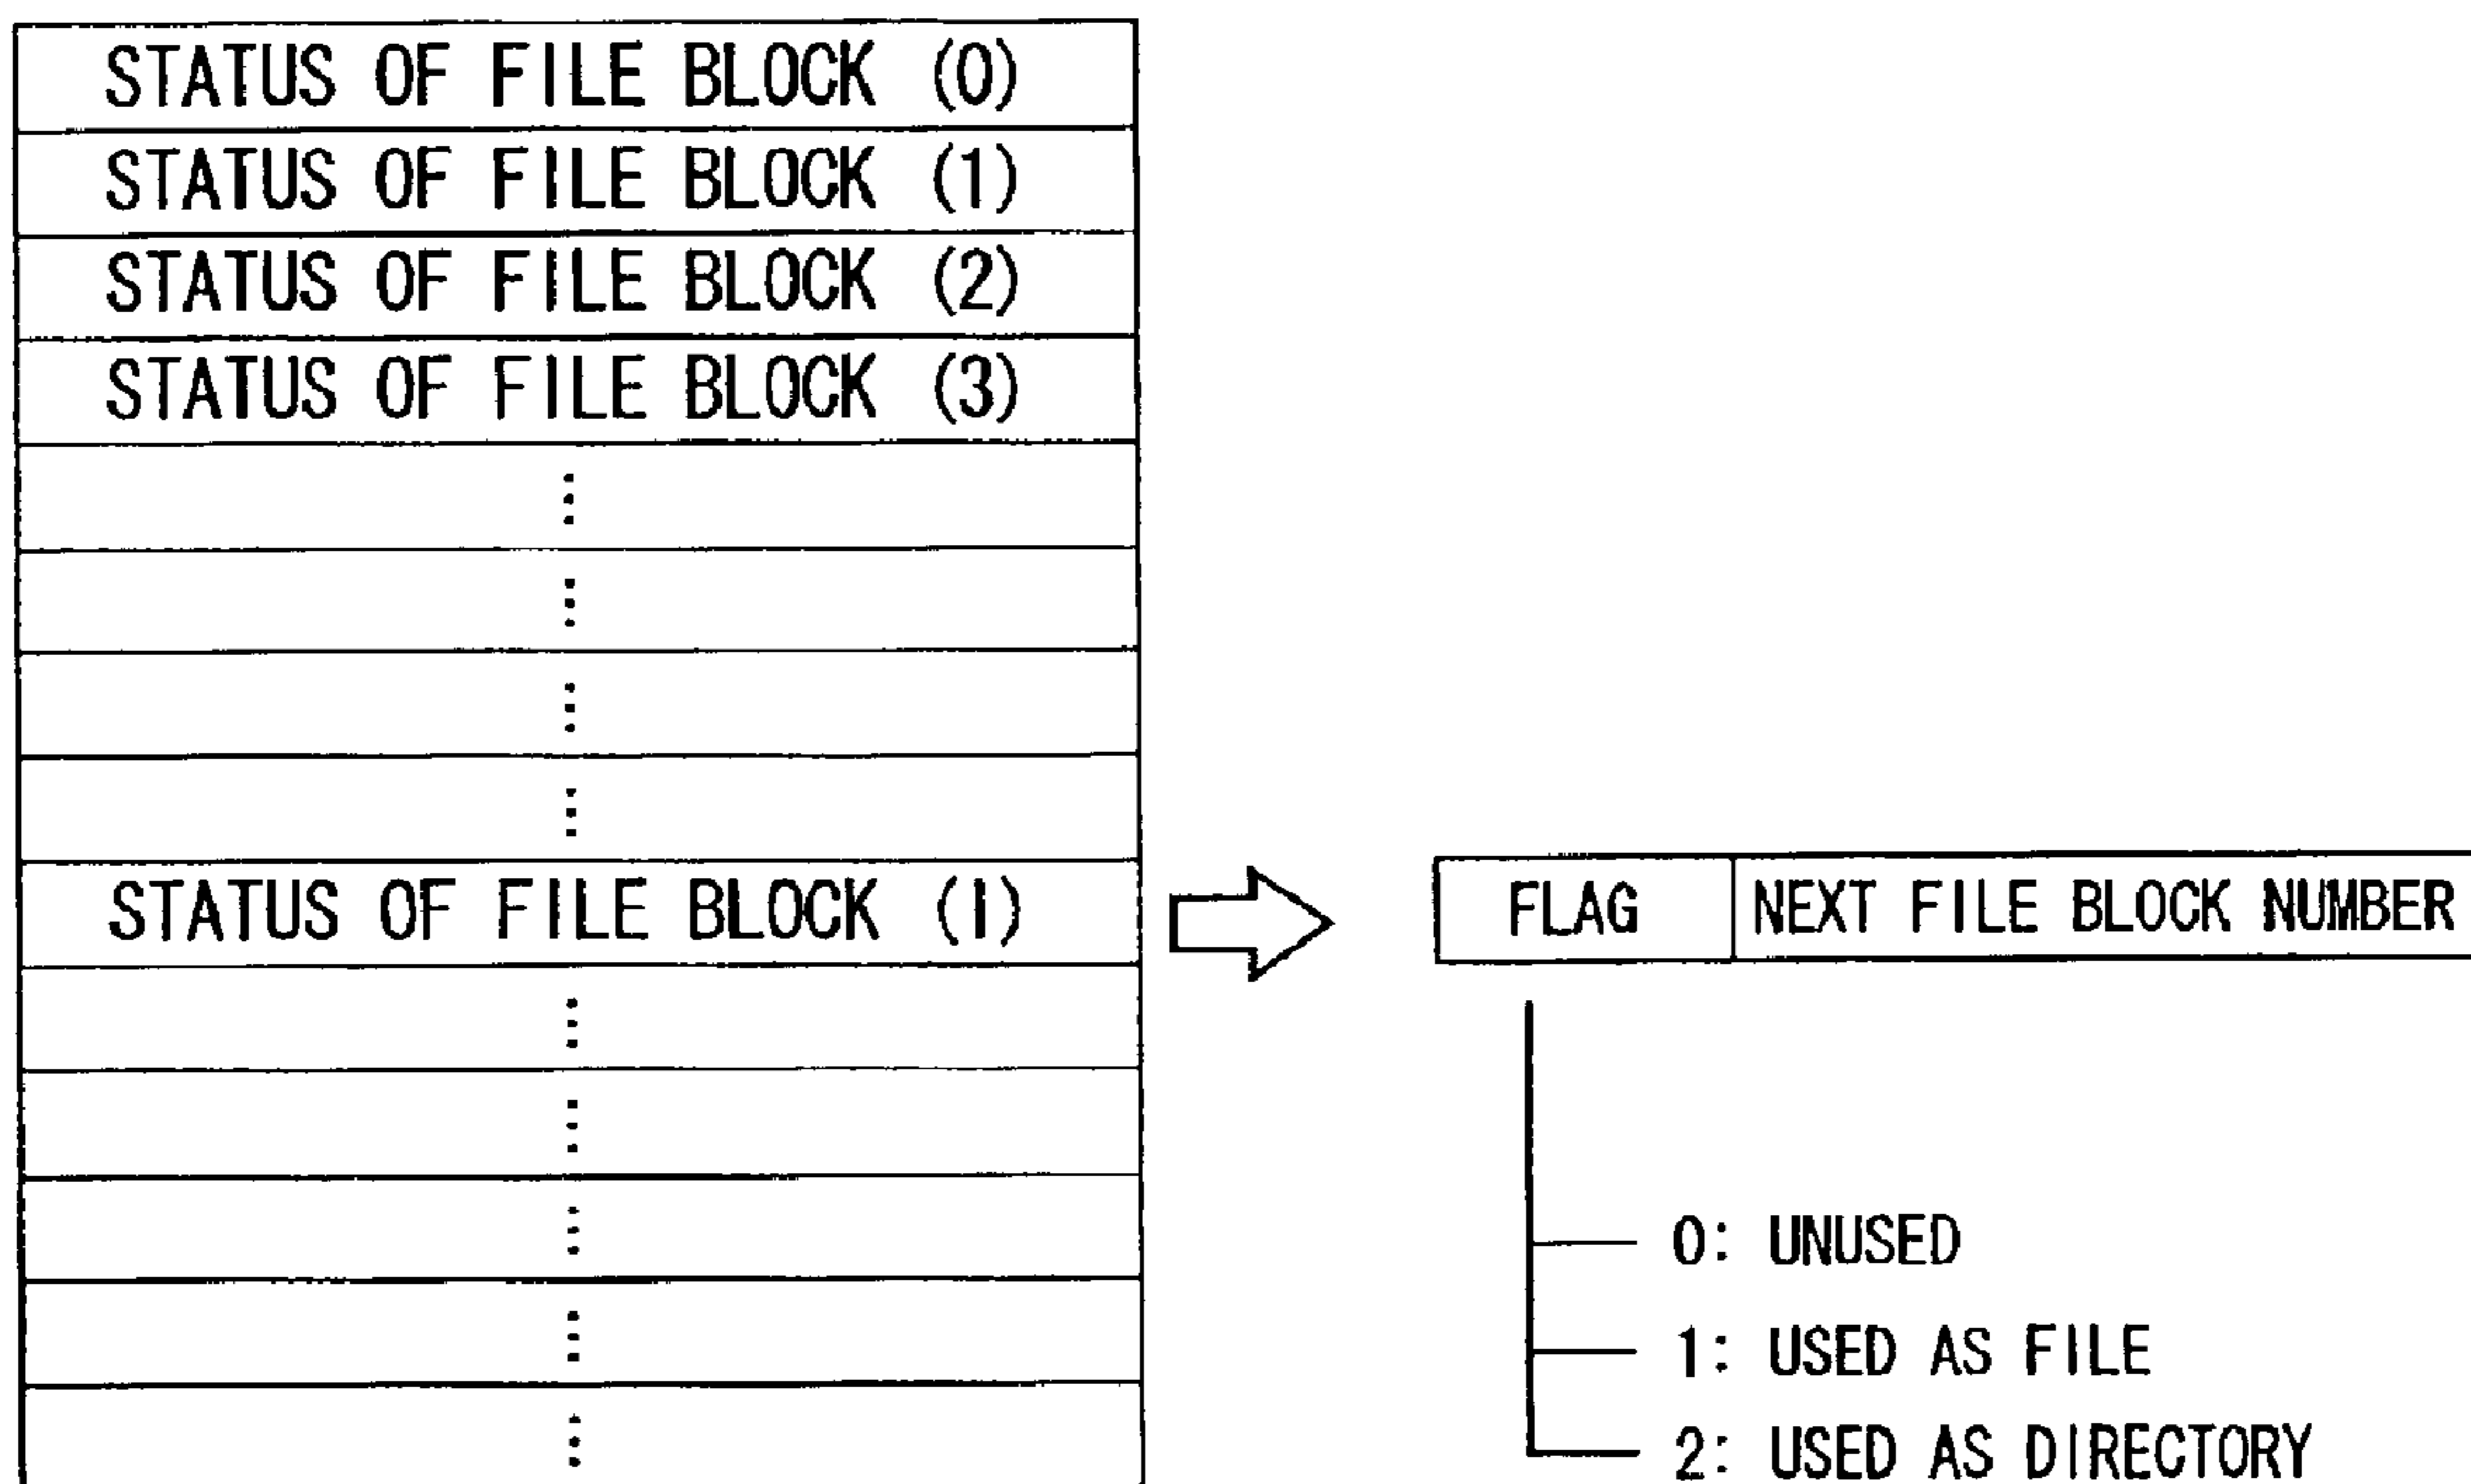 STATUS OF FILE BLOCK (0)
STATUS OF FILE BLOCK (1)
STATUS OF FILE BLOCK (2)
STATUS OF FILE BLOCK (3)
STATUS OF FILE BLOCK (I)
FLAG
NEXT FILE BLOCK NUMBER
0: UNUSED
1: USED AS FILE
2: USED AS DIRECTORY